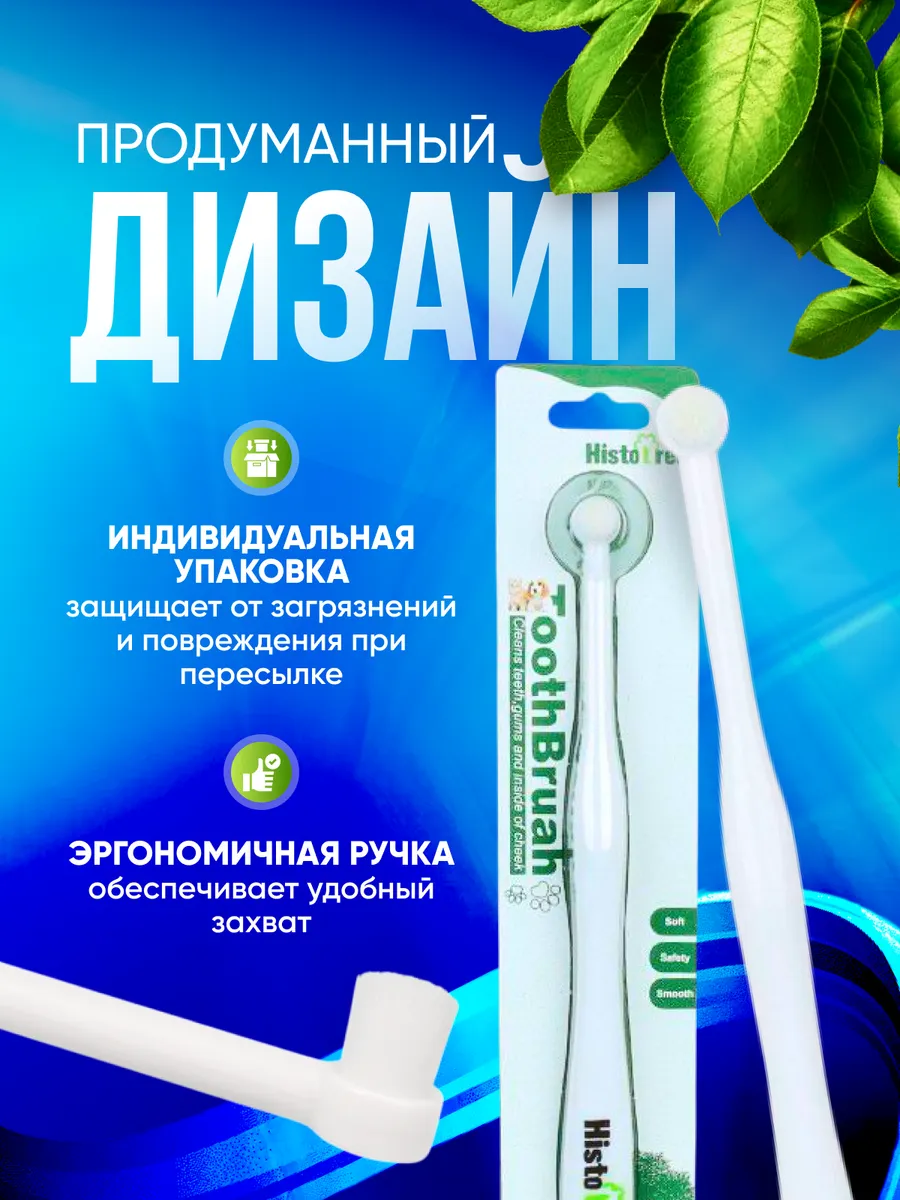 ПРОДУМАННЫЙ
ДИЗАЙН
ИНДИВИДУАЛЬНАЯ
УПАКОВКА
защищает от загрязнений
и повреждения при
пересылке
ЭРГОНОМИЧНАЯ РУЧКА
обеспечивает удобный
захват
ToothBruah
Cleans teeth,gums and inside of cheek
Soft
Safety
Smooth